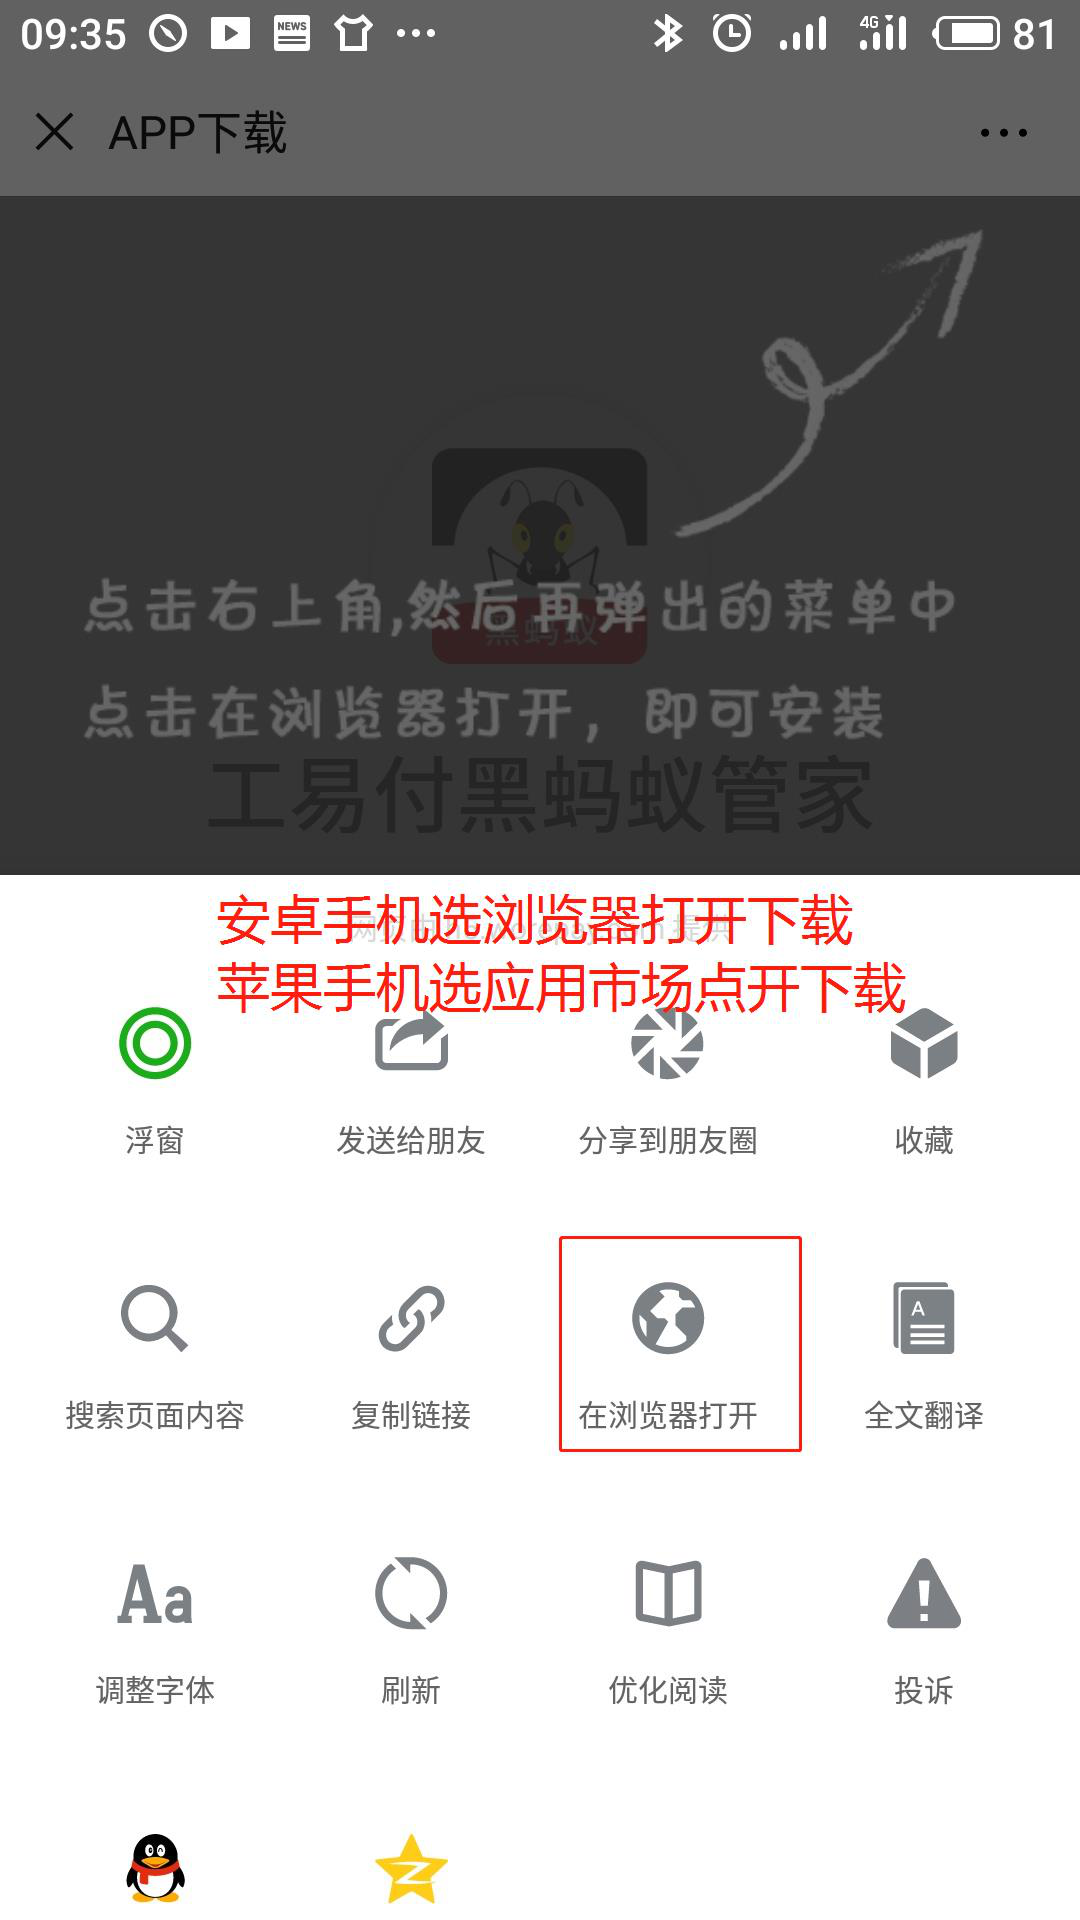 09:35
NEWS
4G
81
APP下载
黑蚂蚁
点击右上角,然后再弹出的菜单中
点击在浏览器打开，即可安装
工易付黑蚂蚁管家
安卓手机选浏览器打开下载
苹果手机选应用市场点开下载
浮窗
发送给朋友
分享到朋友圈
收藏
搜索页面内容
复制链接
在浏览器打开
A
全文翻译
Aa
调整字体
刷新
优化阅读
投诉